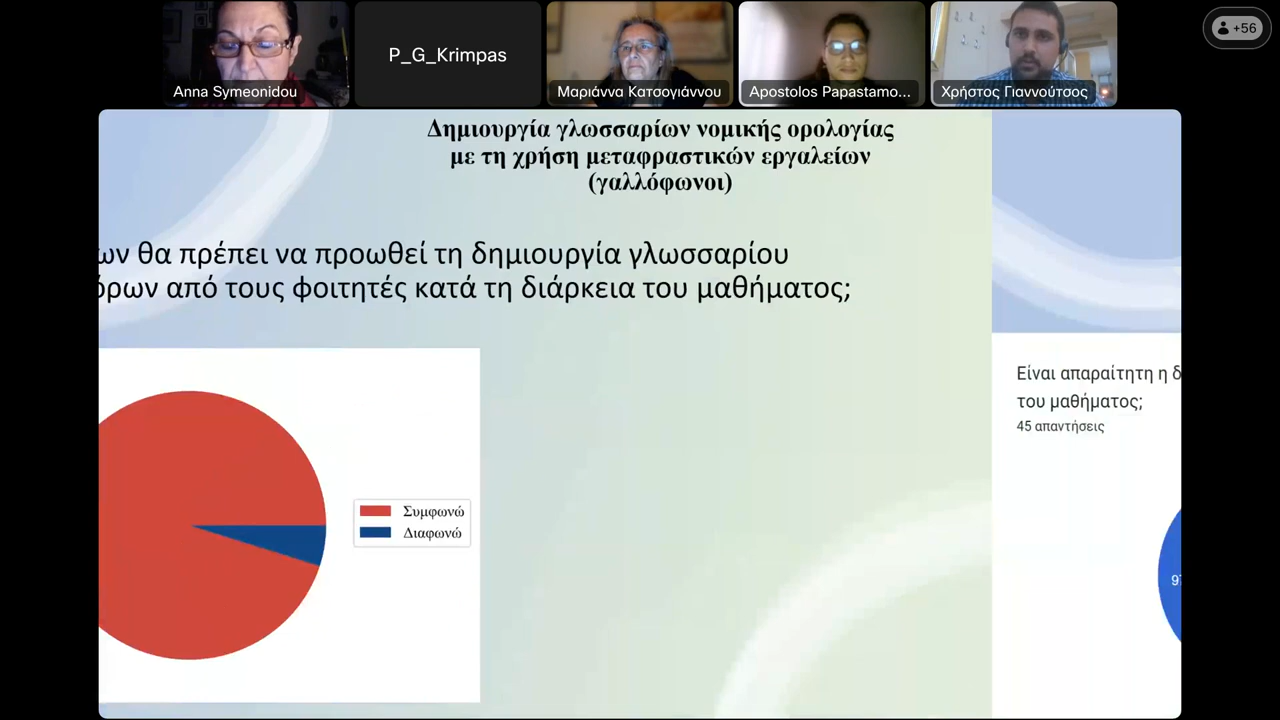 Anna Symeonidou
P_G_Krimpas
Μαριάννα Κατσογιάννου
Apostolos Papastamo...
Χρήστος Γιαννούτσος
+56
Δημιουργία γλωσσαρίων νομικής ορολογίας
με τη χρήση μεταφραστικών εργαλείων
(γαλλόφωνοι)
ων θα πρέπει να προωθεί τη δημιουργία γλωσσαρίου
όρων από τους φοιτητές κατά τη διάρκεια του μαθήματος;
Συμφωνώ
Διαφωνώ
Είναι απαραίτητη η δ
του μαθήματος;
45 απαντήσεις